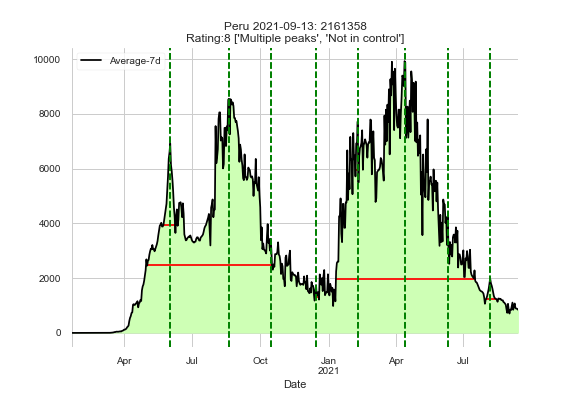 Peru 2021-09-13: 2161358
Rating:8 ['Multiple peaks', 'Not in control']
Average-7d
10000
8000
6000
4000
2000
0
Apr
Jul
Oct
Jan
2021
Apr
Jul
Date